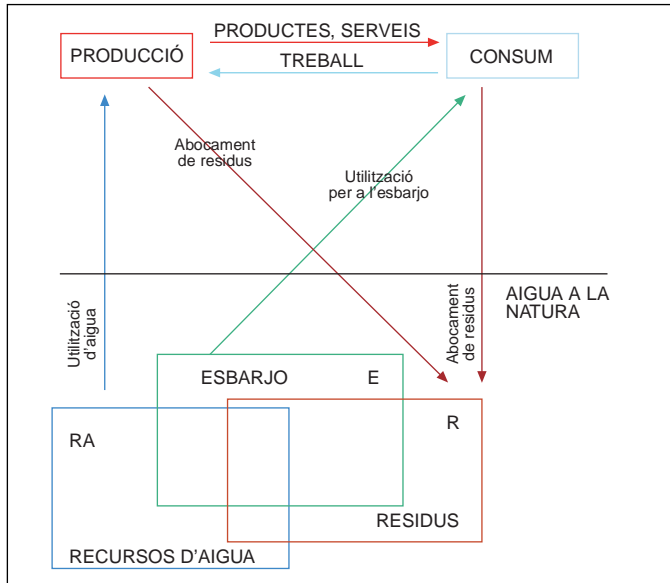 PRODUCTES, SERVEIS
PRODUCCIÓ
CONSUM
TREBALL
Abocament
de residus
Utilització
per a l'esbarjo
Utilització
d'aigua
Abocament
de residus
AIGUA A LA
NATURA
ESBARJO
E
R
RA
RESIDUS
RECURSOS D'AIGUA